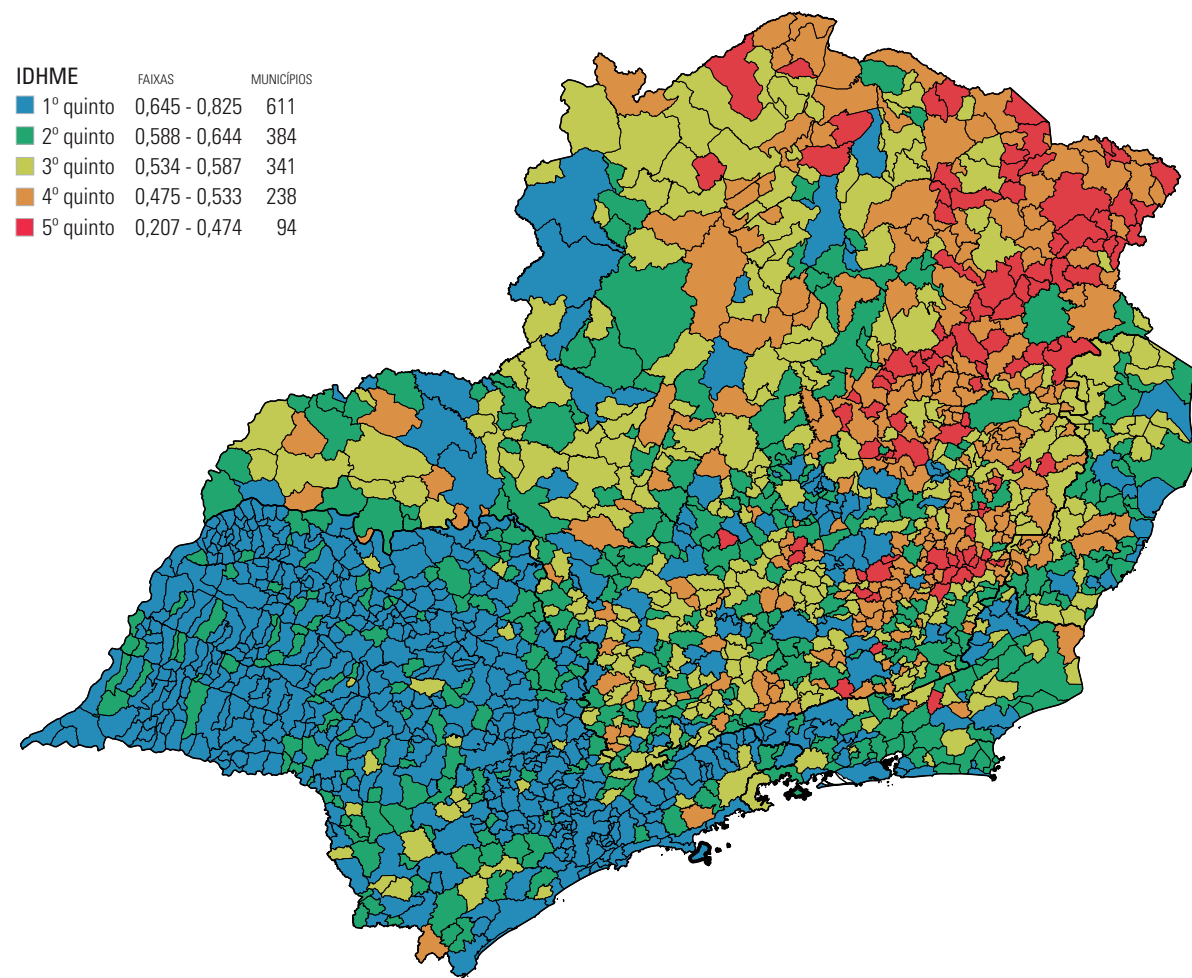 IDHME FAIXAS MUNICÍPIOS
1º quinto 0,645 - 0,825 611
2º quinto 0,588 - 0,644 384
3º quinto 0,534 - 0,587 341
4º quinto 0,475 - 0,533 238
5º quinto 0,207 - 0,474 94